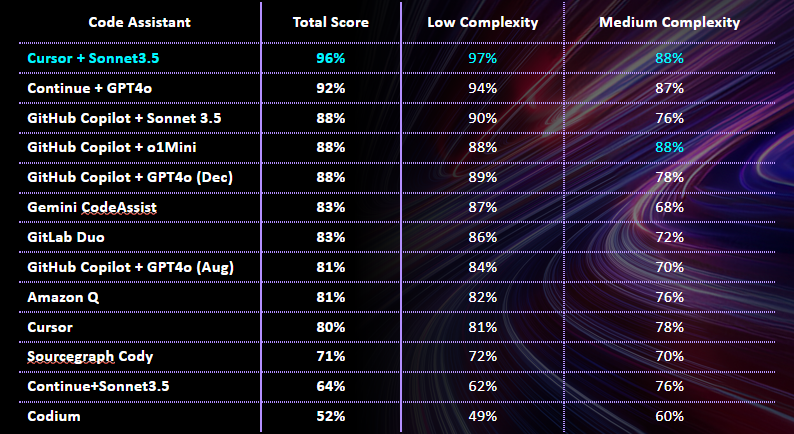 Code Assistant Total Score Low Complexity Medium Complexity
Cursor + Sonnet3.5 96% 97% 88%
Continue + GPT4o 92% 94% 87%
GitHub Copilot + Sonnet 3.5 88% 90% 76%
GitHub Copilot + o1Mini 88% 88% 88%
GitHub Copilot + GPT4o (Dec) 88% 89% 78%
Gemini CodeAssist 83% 87% 68%
GitLab Duo 83% 86% 72%
GitHub Copilot + GPT4o (Aug) 81% 84% 70%
Amazon Q 81% 82% 76%
Cursor 80% 81% 78%
Sourcegraph Cody 71% 72% 70%
Continue+Sonnet3.5 64% 62% 76%
Codium 52% 49% 60%